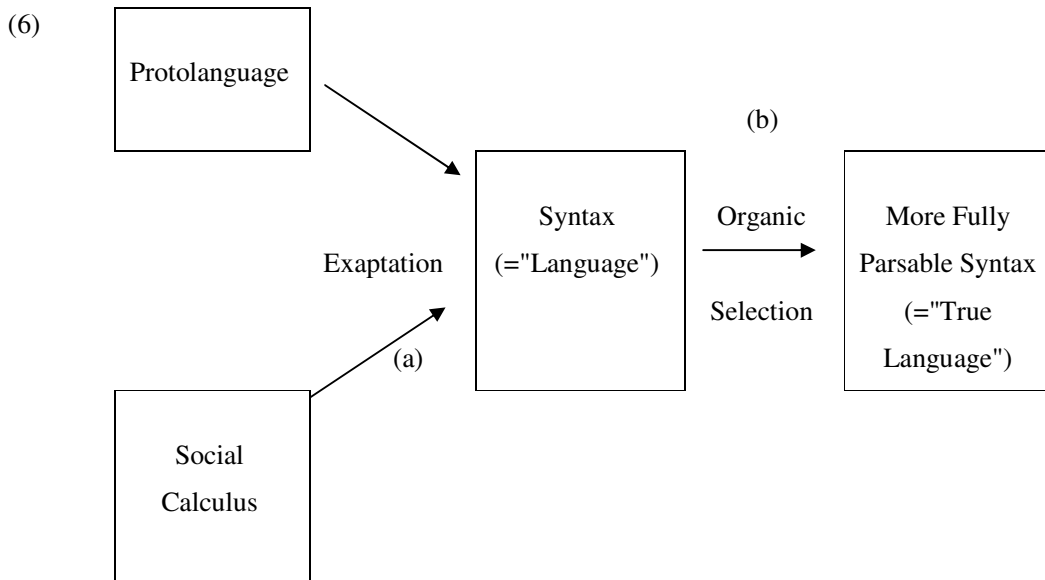 (6)
Protolanguage
(b)
Syntax
(="Language")
Organic
Selection
More Fully
Parsable Syntax
(="True
Language")
Exaptation
(a)
Social
Calculus